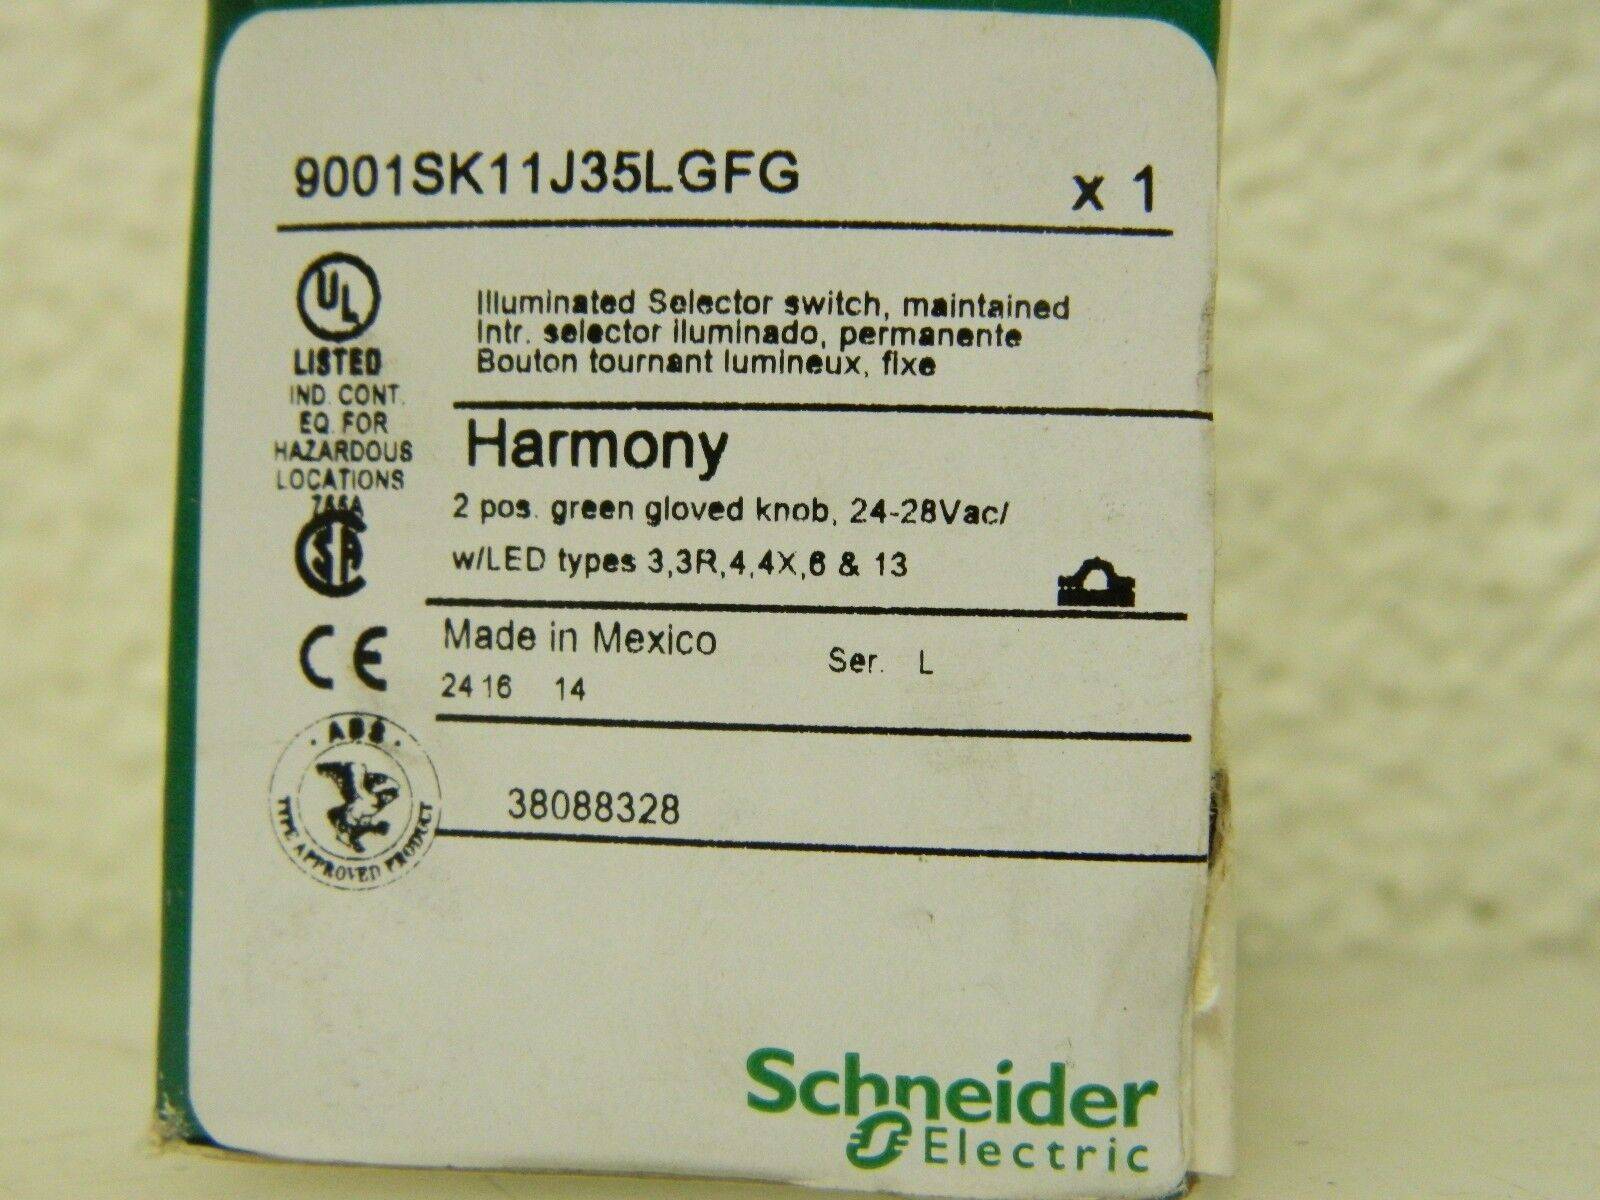 9001SK11J35LGFG
x 1
UL
LISTED
IND. CONT.
EQ. FOR
HAZARDOUS
LOCATIONS
Illuminated Selector switch, maintained
Intr. selector iluminado, permanente
Bouton tournant lumineux, fixe
Harmony
2 pos. green gloved knob, 24-28Vac/
w/LED types 3,3R,4,4X,6 & 13
SA
CE
Made in Mexico
Ser. L
24 16 14
ABS
TYPE APPROVED PRODUCT
38088328
Schneider
Electric